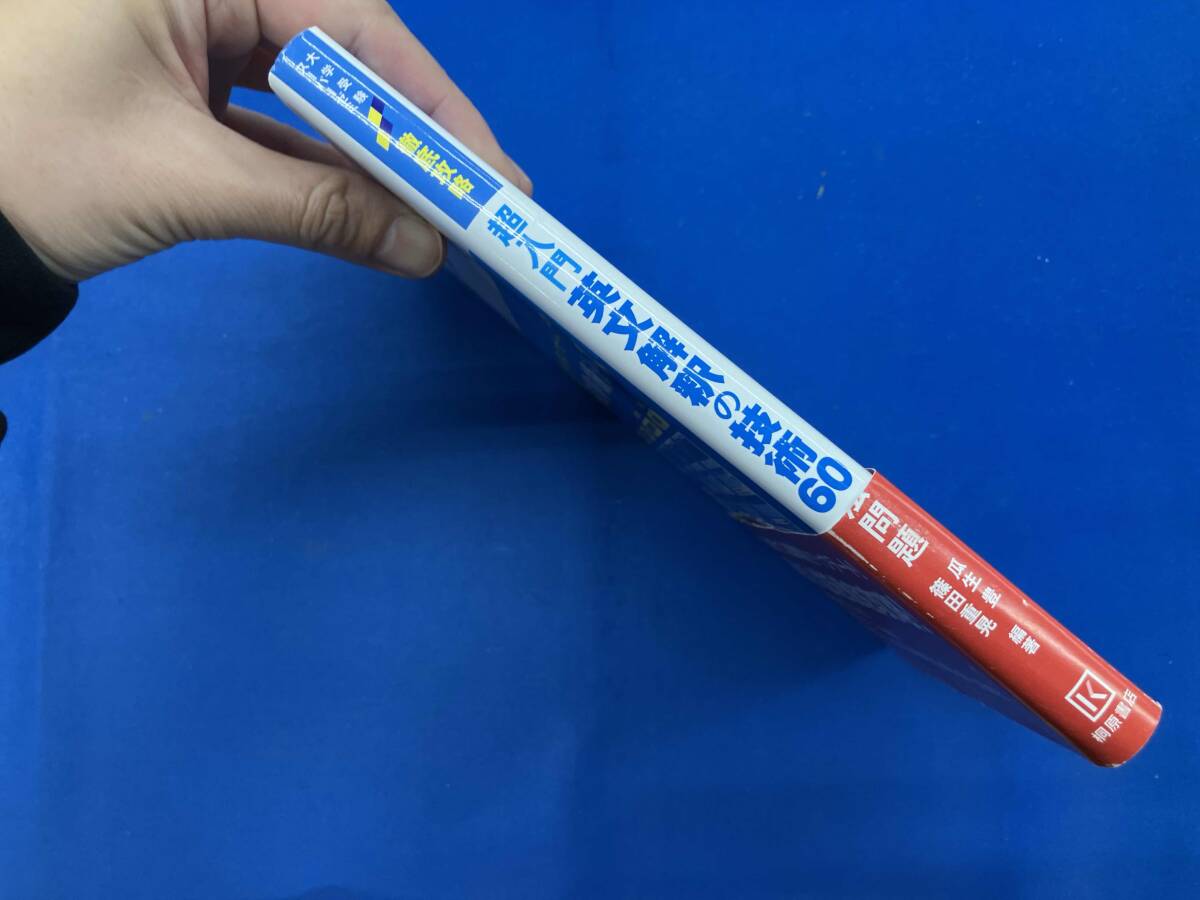 大学受験
徹底攻略
超入門英文解釈の技術60
問題
瓜生豊
篠田重晃
編著
K
桐原書店